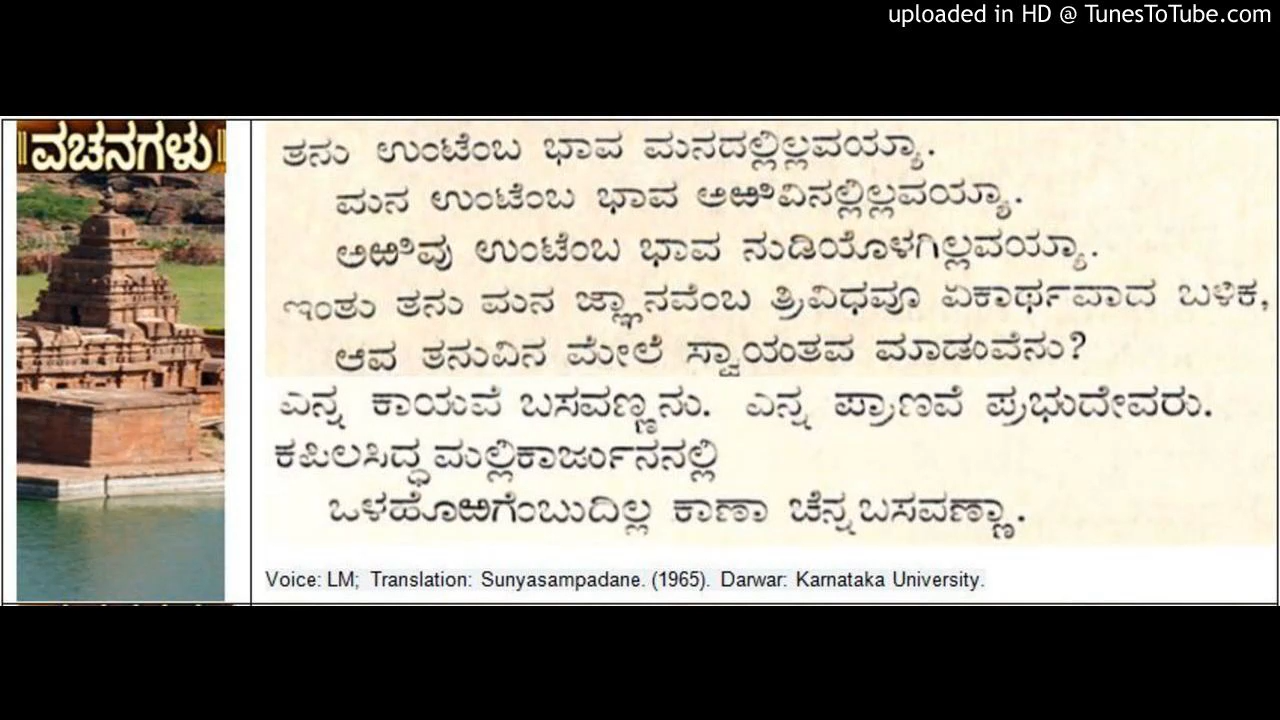 uploaded in HD @ TunesToTube.com
॥ವಚನಗಳು॥
ತನು ಉಂಟೆಂಬ ಭಾವ ಮನದಲ್ಲಿಲ್ಲವಯ್ಯಾ.
ಮನ ಉಂಟೆಂಬ ಭಾವ ಅಱಿವಿನಲ್ಲಿಲ್ಲವಯ್ಯಾ.
ಅಱಿವು ಉಂಟೆಂಬ ಭಾವ ನುಡಿಯೊಳಗಿಲ್ಲವಯ್ಯಾ.
ಇಂತು ತನು ಮನ ಜ್ಞಾನವೆಂಬ ತ್ರಿವಿಧವೂ ಏಕಾರ್ಥವಾದ ಬಳಿಕ,
ಆವ ತನುವಿನ ಮೇಲೆ ಸ್ವಾಯಂತವ ಮಾಡುವೆನು?
ಎನ್ನ ಕಾಯವೆ ಬಸವಣ್ಣನು. ಎನ್ನ ಪ್ರಾಣವೆ ಪ್ರಭುದೇವರು.
ಕಪಿಲಸಿದ್ಧ ಮಲ್ಲಿಕಾರ್ಜುನನಲ್ಲಿ
ಒಳಹೊಱಗೆಂಬುದಿಲ್ಲ ಕಾಣಾ ಚೆನ್ನಬಸವಣ್ಣಾ.
Voice: LM; Translation: Sunyasampadane. (1965). Darwar: Karnataka University.